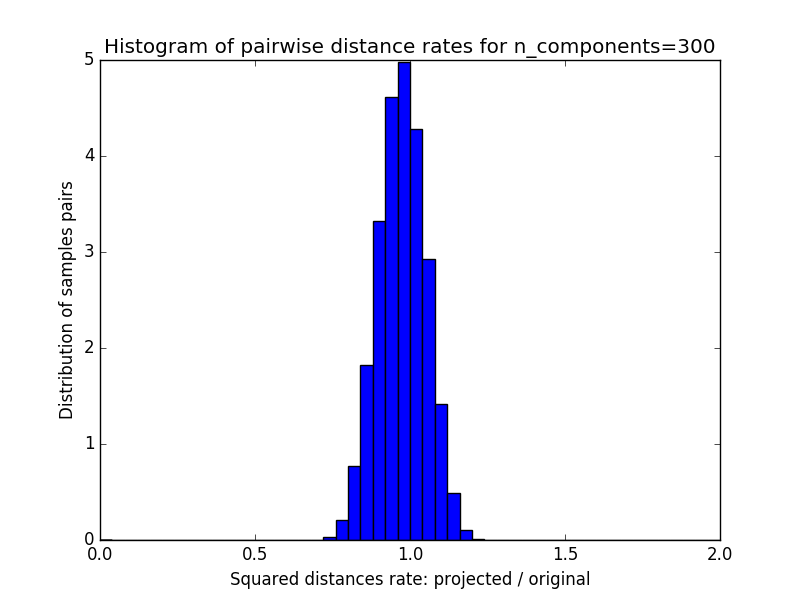 Histogram of pairwise distance rates for n_components=300
5
4
3
2
1
0
Distribution of samples pairs
0.0 0.5 1.0 1.5 2.0
Squared distances rate: projected / original